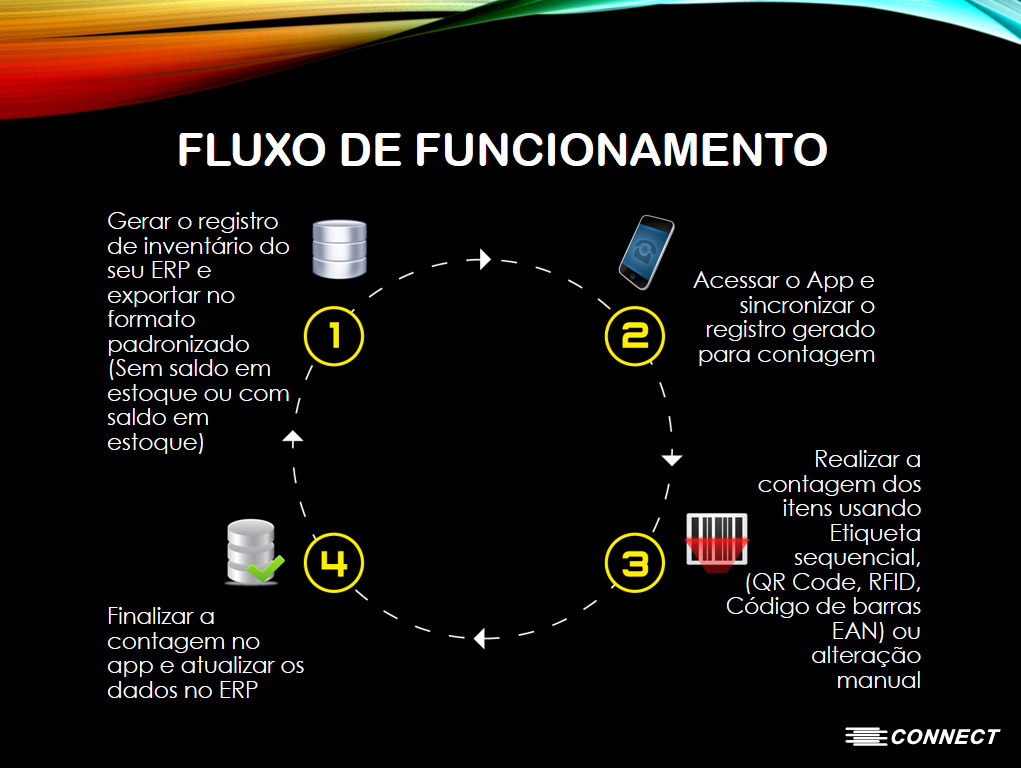 FLUXO DE FUNCIONAMENTO
Gerar o registro
de inventário do
seu ERP e
exportar no
formato
padronizado
(Sem saldo em
estoque ou com
saldo em
estoque)
1
2
Acessar o App e
sincronizar o
registro gerado
para contagem
3
Realizar a
contagem dos
itens usando
Etiqueta
sequencial,
(QR Code, RFID,
Código de barras
EAN) ou
alteração
manual
4
Finalizar a
contagem no
app e atualizar os
dados no ERP
CONNECT